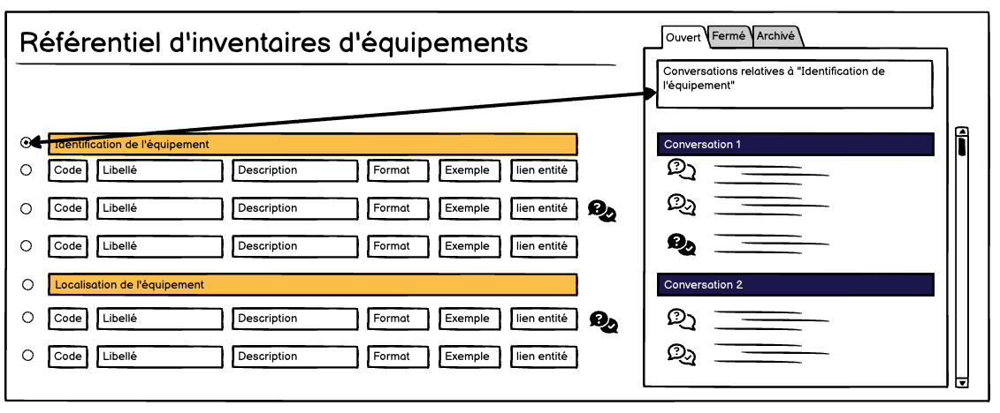 Référentiel d'inventaires d'équipements
Ouvert Fermé Archivé
Conversations relatives à "Identification de
l'équipement"
Identification de l'équipement
Code Libellé Description Format Exemple lien entité
Code Libellé Description Format Exemple lien entité
Code Libellé Description Format Exemple lien entité
Localisation de l'équipement
Code Libellé Description Format Exemple lien entité
Code Libellé Description Format Exemple lien entité
Conversation 1
Conversation 2